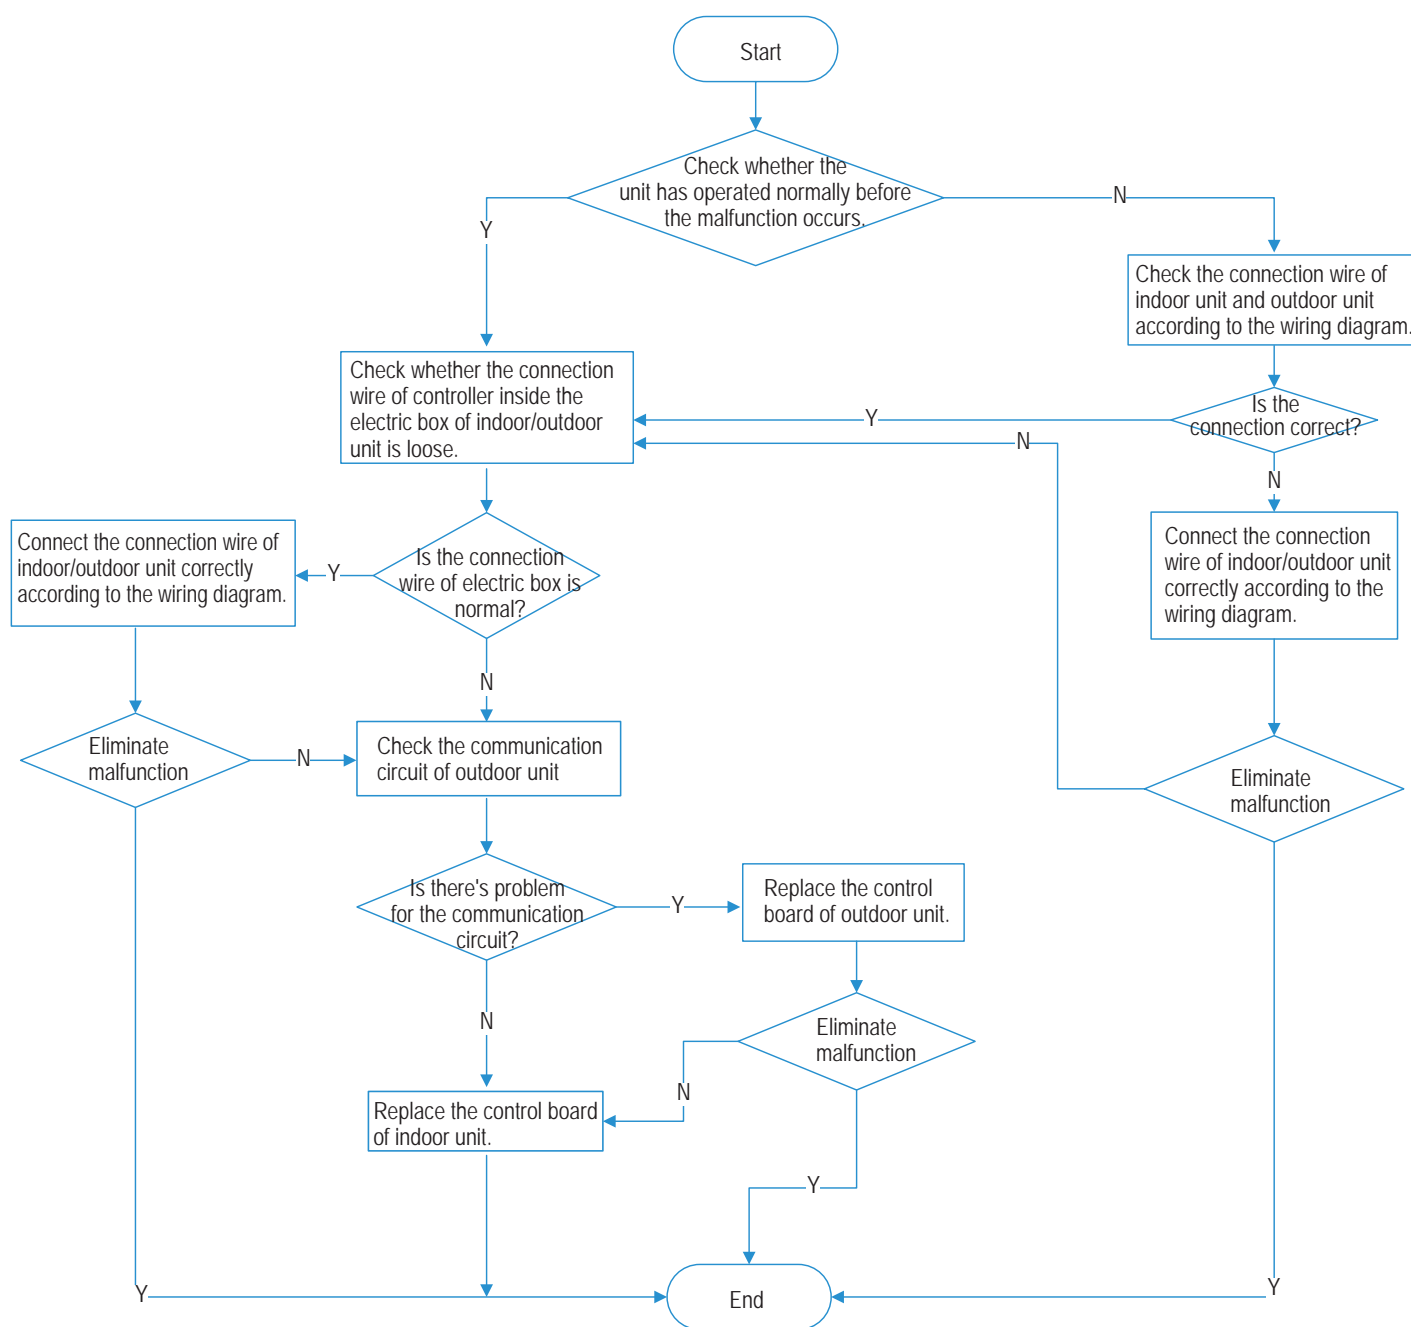 Start
Check whether the
unit has operated normally before
the malfunction occurs.
N
Y
Check the connection wire of
indoor unit and outdoor unit
according to the wiring diagram.
Check whether the connection
wire of controller inside the
electric box of indoor/outdoor
unit is loose.
Y
Is the
connection correct?
N
N
Connect the connection wire of
indoor/outdoor unit correctly
according to the wiring diagram.
Y
Is the connection
wire of electric box is
normal?
Connect the connection
wire of indoor/outdoor unit
correctly according to the
wiring diagram.
N
Eliminate
malfunction
N
Check the communication
circuit of outdoor unit
Eliminate
malfunction
Is there's problem
for the communication
circuit?
Y
Replace the control
board of outdoor unit.
N
Eliminate
malfunction
N
Replace the control board
of indoor unit.
Y
Y
End
Y